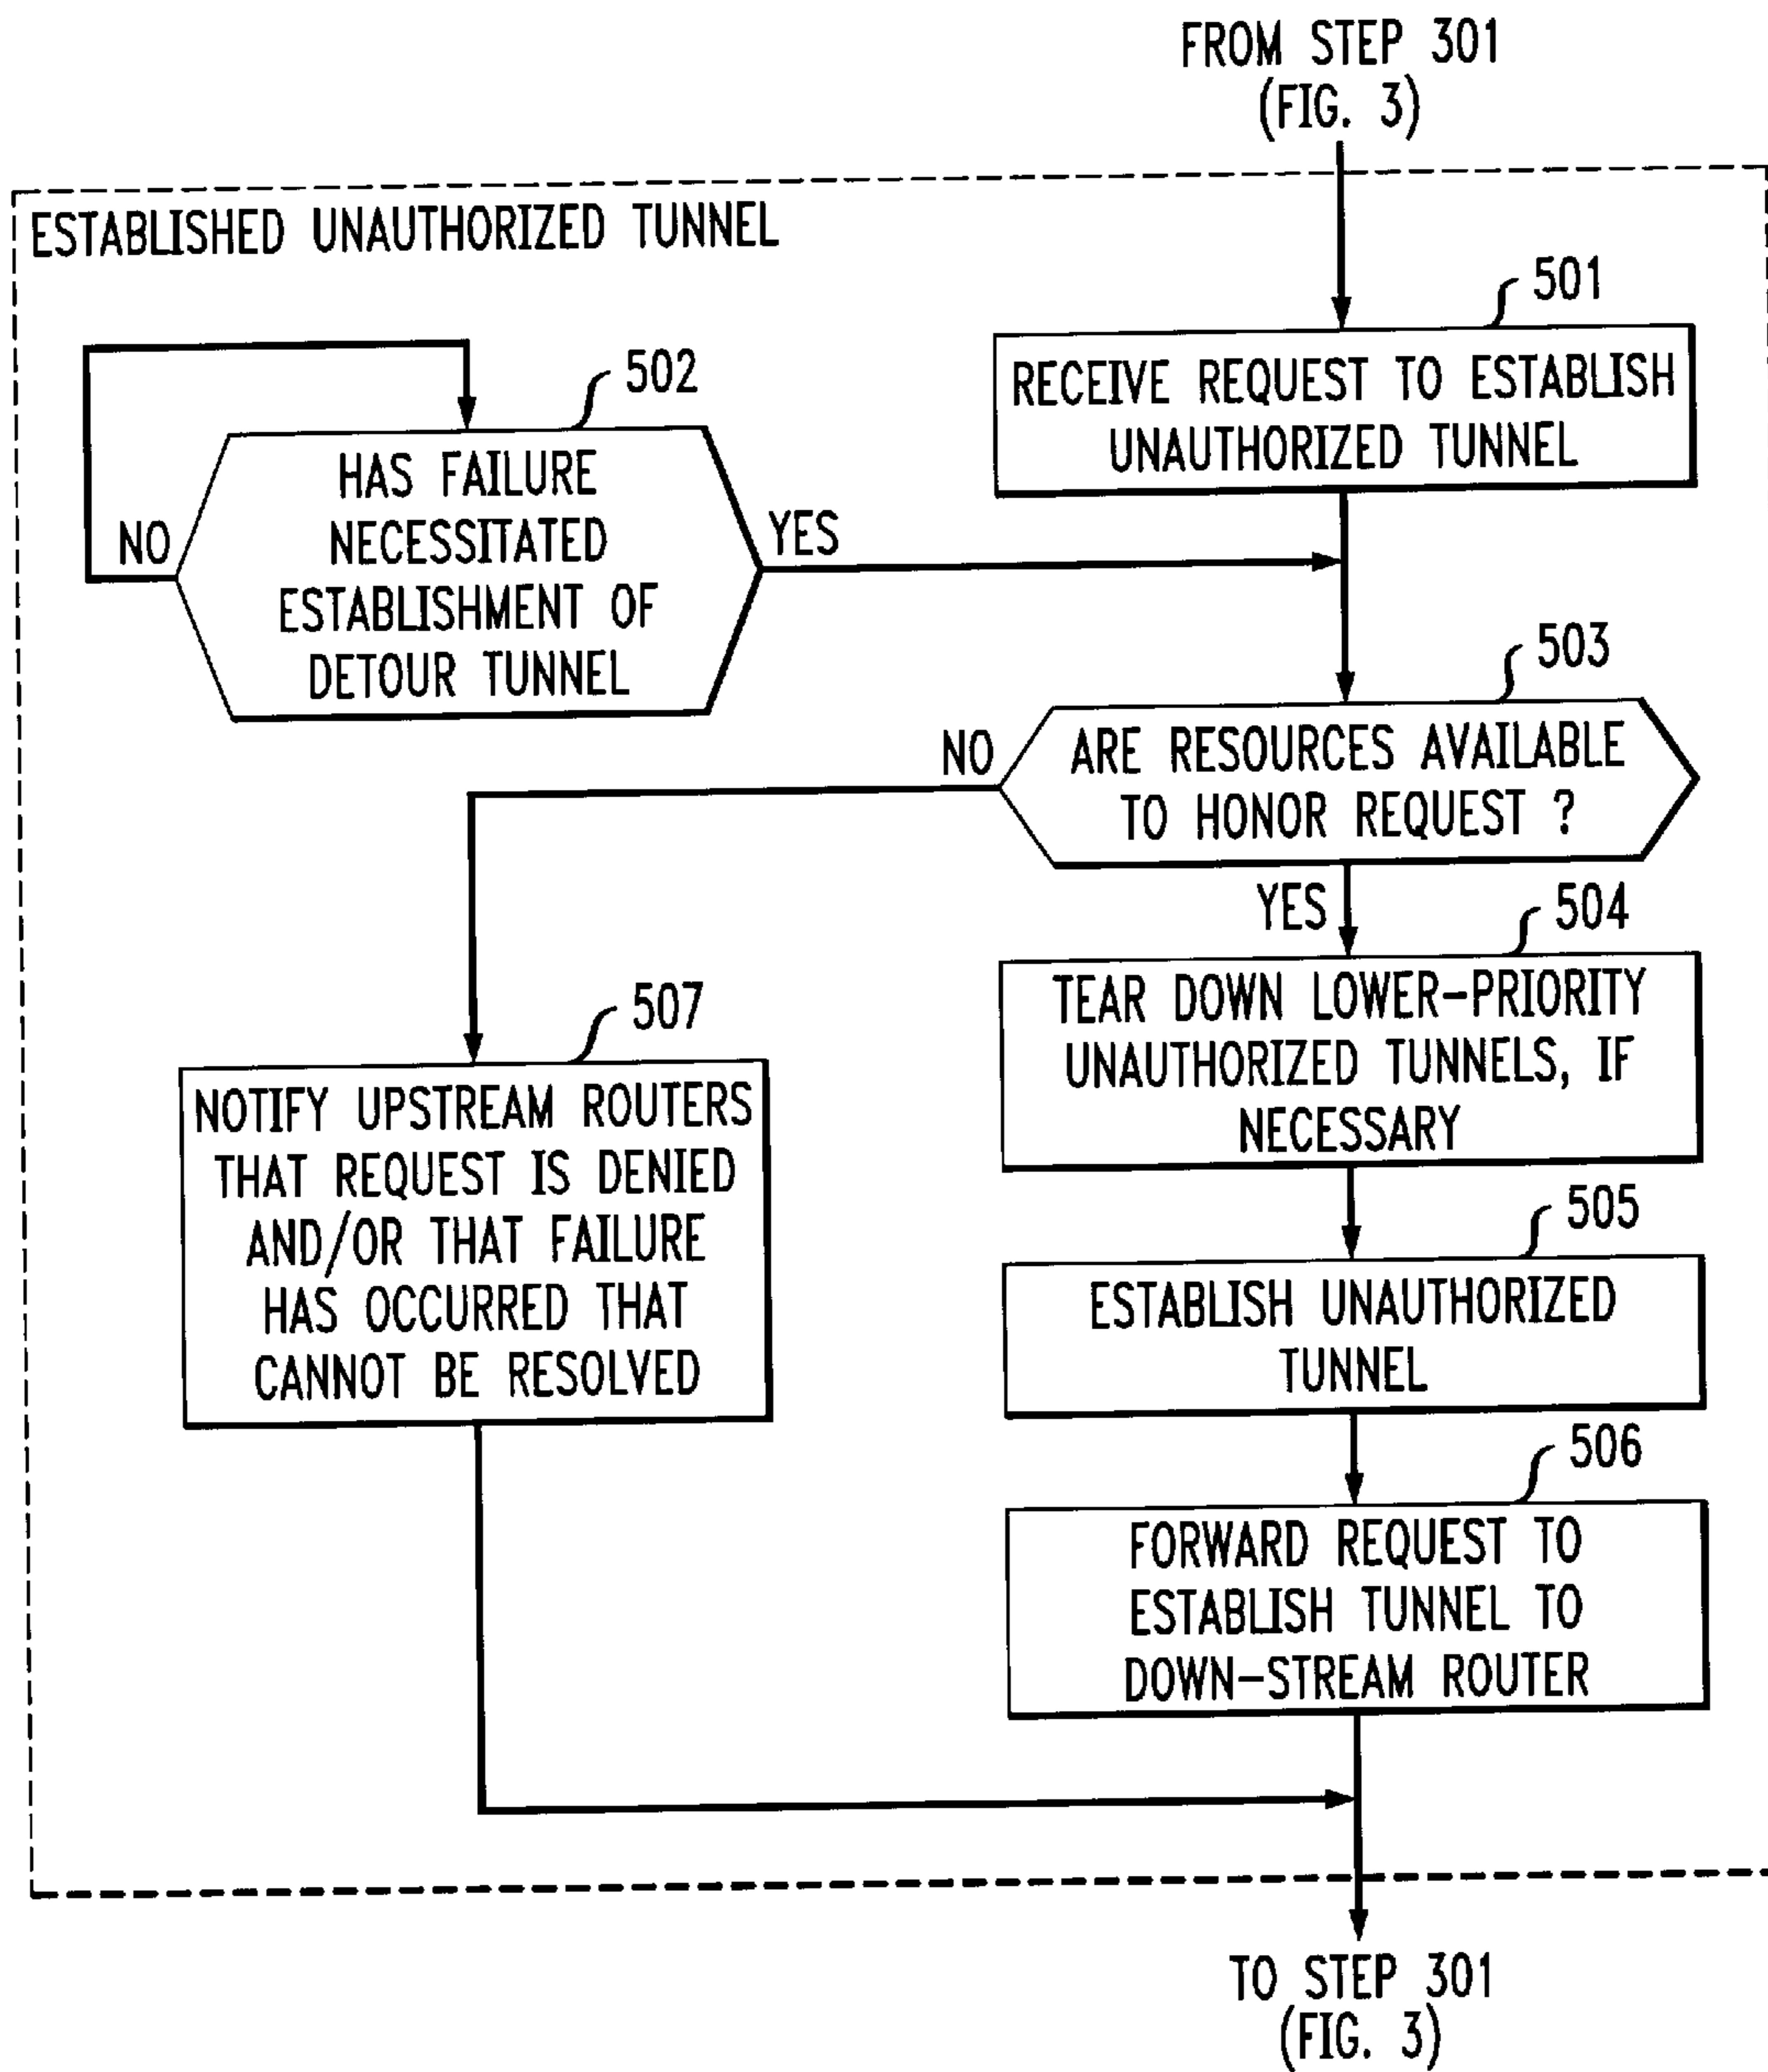 FROM STEP 301
(FIG. 3)
ESTABLISHED UNAUTHORIZED TUNNEL
501
RECEIVE REQUEST TO ESTABLISH
UNAUTHORIZED TUNNEL
502
HAS FAILURE
NECESSITATED
ESTABLISHMENT OF
DETOUR TUNNEL
NO
YES
503
ARE RESOURCES AVAILABLE
TO HONOR REQUEST ?
NO
YES
504
TEAR DOWN LOWER-PRIORITY
UNAUTHORIZED TUNNELS, IF
NECESSARY
507
NOTIFY UPSTREAM ROUTERS
THAT REQUEST IS DENIED
AND/OR THAT FAILURE
HAS OCCURRED THAT
CANNOT BE RESOLVED
505
ESTABLISH UNAUTHORIZED
TUNNEL
506
FORWARD REQUEST TO
ESTABLISH TUNNEL TO
DOWN-STREAM ROUTER
TO STEP 301
(FIG. 3)